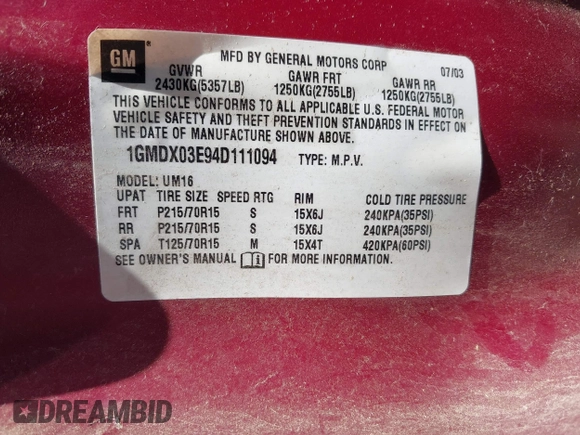 GM
MFD BY GENERAL MOTORS CORP 07/03
GVWR GAWR FRT GAWR RR
2430KG(5357LB) 1250KG(2755LB) 1250KG(2755LB)
THIS VEHICLE CONFORMS TO ALL APPLICABLE U.S. FEDERAL MOTOR
VEHICLE SAFETY AND THEFT PREVENTION STANDARDS IN EFFECT ON
THE DATE OF MANUFACTURE SHOWN ABOVE.
1GMDX03E94D111094 TYPE: M.P.V.
MODEL: UM16
UPAT TIRE SIZE SPEED RTG RIM COLD TIRE PRESSURE
FRT P215/70R15 S 15X6J 240KPA(35PSI)
RR P215/70R15 S 15X6J 240KPA(35PSI)
SPA T125/70R15 M 15X4T 420KPA(60PSI)
SEE OWNER'S MANUAL FOR MORE INFORMATION.
DREAMBID